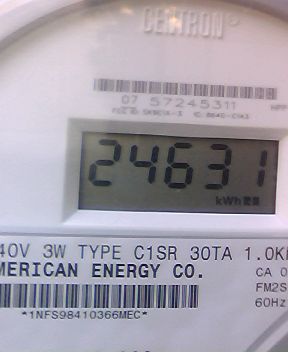 CENTRON
07 57245311
24631
kWh
40V 3W TYPE C1SR 30TA 1.0K
MERICAN ENERGY CO.
CA 0
FM2S
60Hz
*1NFS98410366MEC*